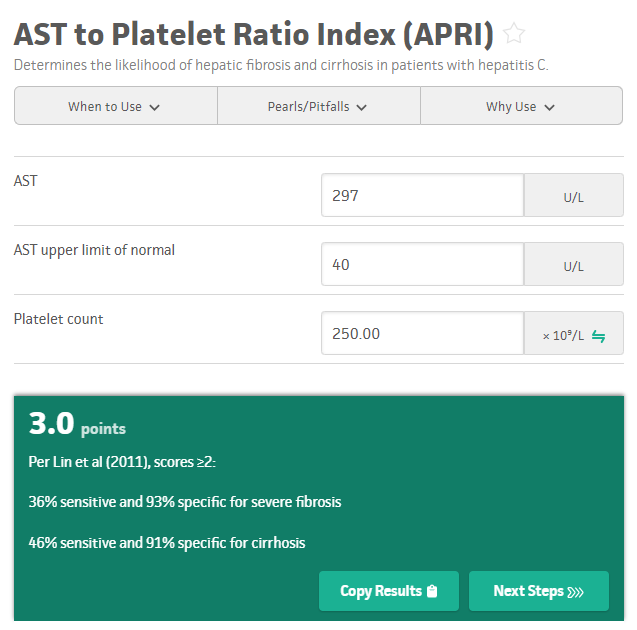 AST to Platelet Ratio Index (APRI)
Determines the likelihood of hepatic fibrosis and cirrhosis in patients with hepatitis C.
When to Use
Pearls/Pitfalls
Why Use
AST
297
U/L
AST upper limit of normal
40
U/L
Platelet count
250.00
× 10⁹/L
3.0 points
Per Lin et al (2011), scores ≥2:
36% sensitive and 93% specific for severe fibrosis
46% sensitive and 91% specific for cirrhosis
Copy Results
Next Steps